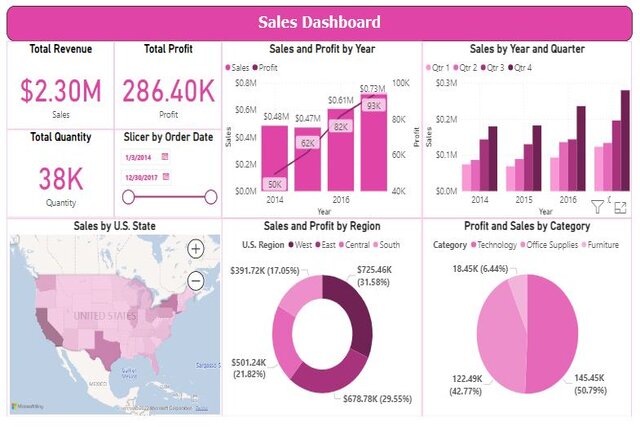 Sales Dashboard
Total Revenue
$2.30M
Sales
Total Profit
286.40K
Profit
Total Quantity
38K
Quantity
Slicer by Order Date
1/3/2014
12/30/2017
Sales and Profit by Year
Sales Profit
$0.8M
$0.6M
$0.4M
$0.2M
$0.0M
Sales
$0.48M
$0.47M
$0.61M
$0.73M
50K
62K
82K
93K
100K
80K
60K
40K
Profit
2014
2016
Year
Sales by Year and Quarter
Qtr 1 Qtr 2 Qtr 3 Qtr 4
$0.3M
$0.2M
$0.1M
$0.0M
Sales
2014
2015
2016
Year
Sales by U.S. State
UNITED STATES
MEXICO
Microsoft Bing
Sales and Profit by Region
U.S. Region West East Central South
$391.72K (17.05%)
$725.46K
(31.58%)
$501.24K
(21.82%)
$678.78K (29.55%)
Profit and Sales by Category
Category Technology Office Supplies Furniture
18.45K (6.44%)
122.49K
(42.77%)
145.45K
(50.79%)